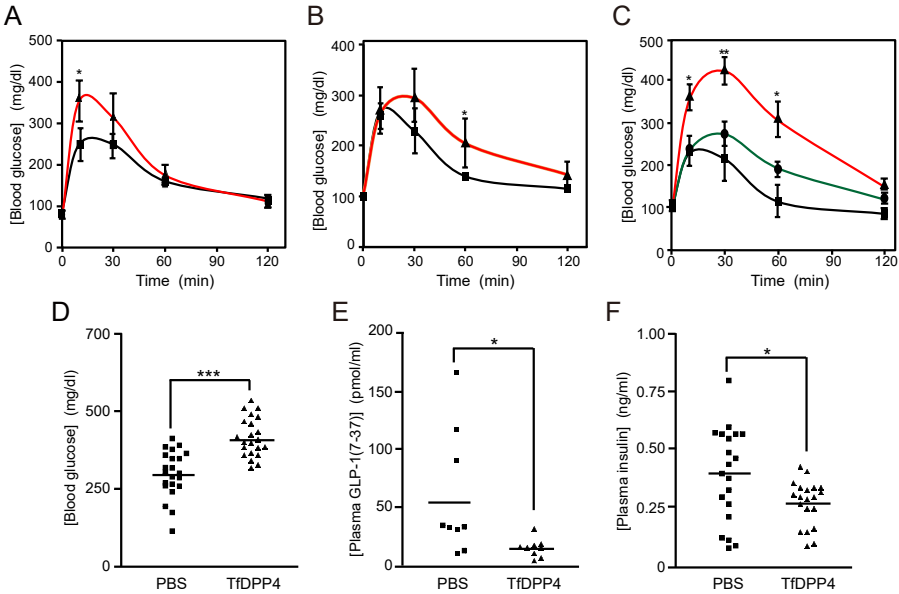 A
[Blood glucose] (mg/dl)
500
400
300
200
100
0
*
0 30 60 90 120
Time (min)
B
[Blood glucose] (mg/dl)
400
300
200
100
0
*
0 30 60 90 120
Time (min)
C
[Blood glucose] (mg/dl)
500
400
300
200
100
0
* ** *
0 30 60 90 120
Time (min)
D
[Blood glucose] (mg/dl)
700
500
250
0
***
PBS TfDPP4
E
[Plasma GLP-1(7-37)] (pmol/ml)
200
150
100
50
0
*
PBS TfDPP4
F
[Plasma insulin] (ng/ml)
1.00
0.75
0.50
0.25
0
*
PBS TfDPP4